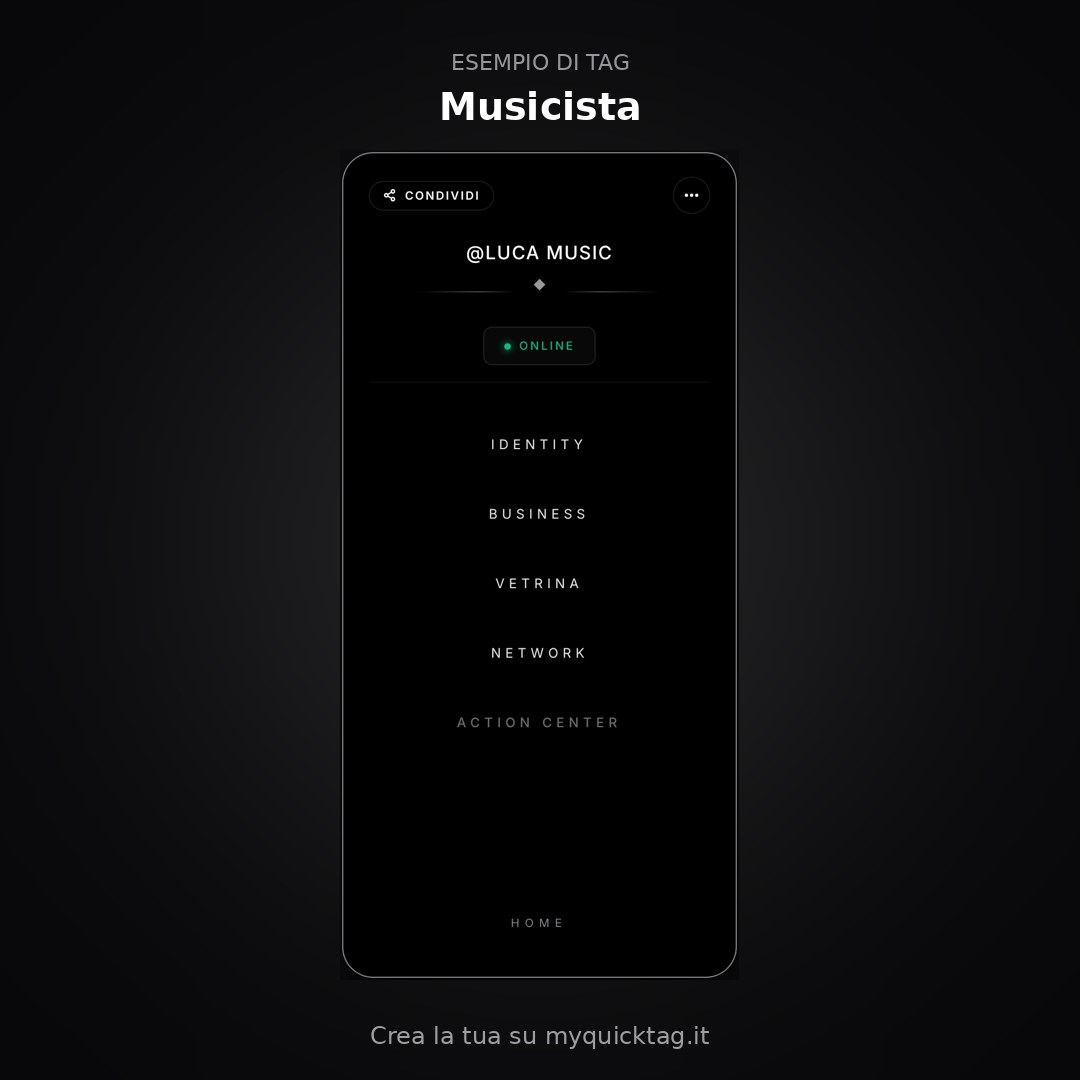 ESEMPIO DI TAG
Musicista
CONDIVIDI
@LUCA MUSIC
ONLINE
IDENTITY
BUSINESS
VETRINA
NETWORK
ACTION CENTER
HOME
Crea la tua su myquicktag.it